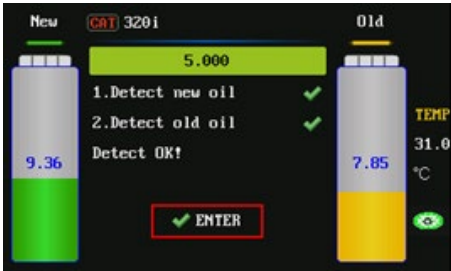 New CAT 320i Old
5.000
1.Detect new oil
2.Detect old oil
TEMP
Detect OK!
31.0
9.36 7.85
°C
ENTER